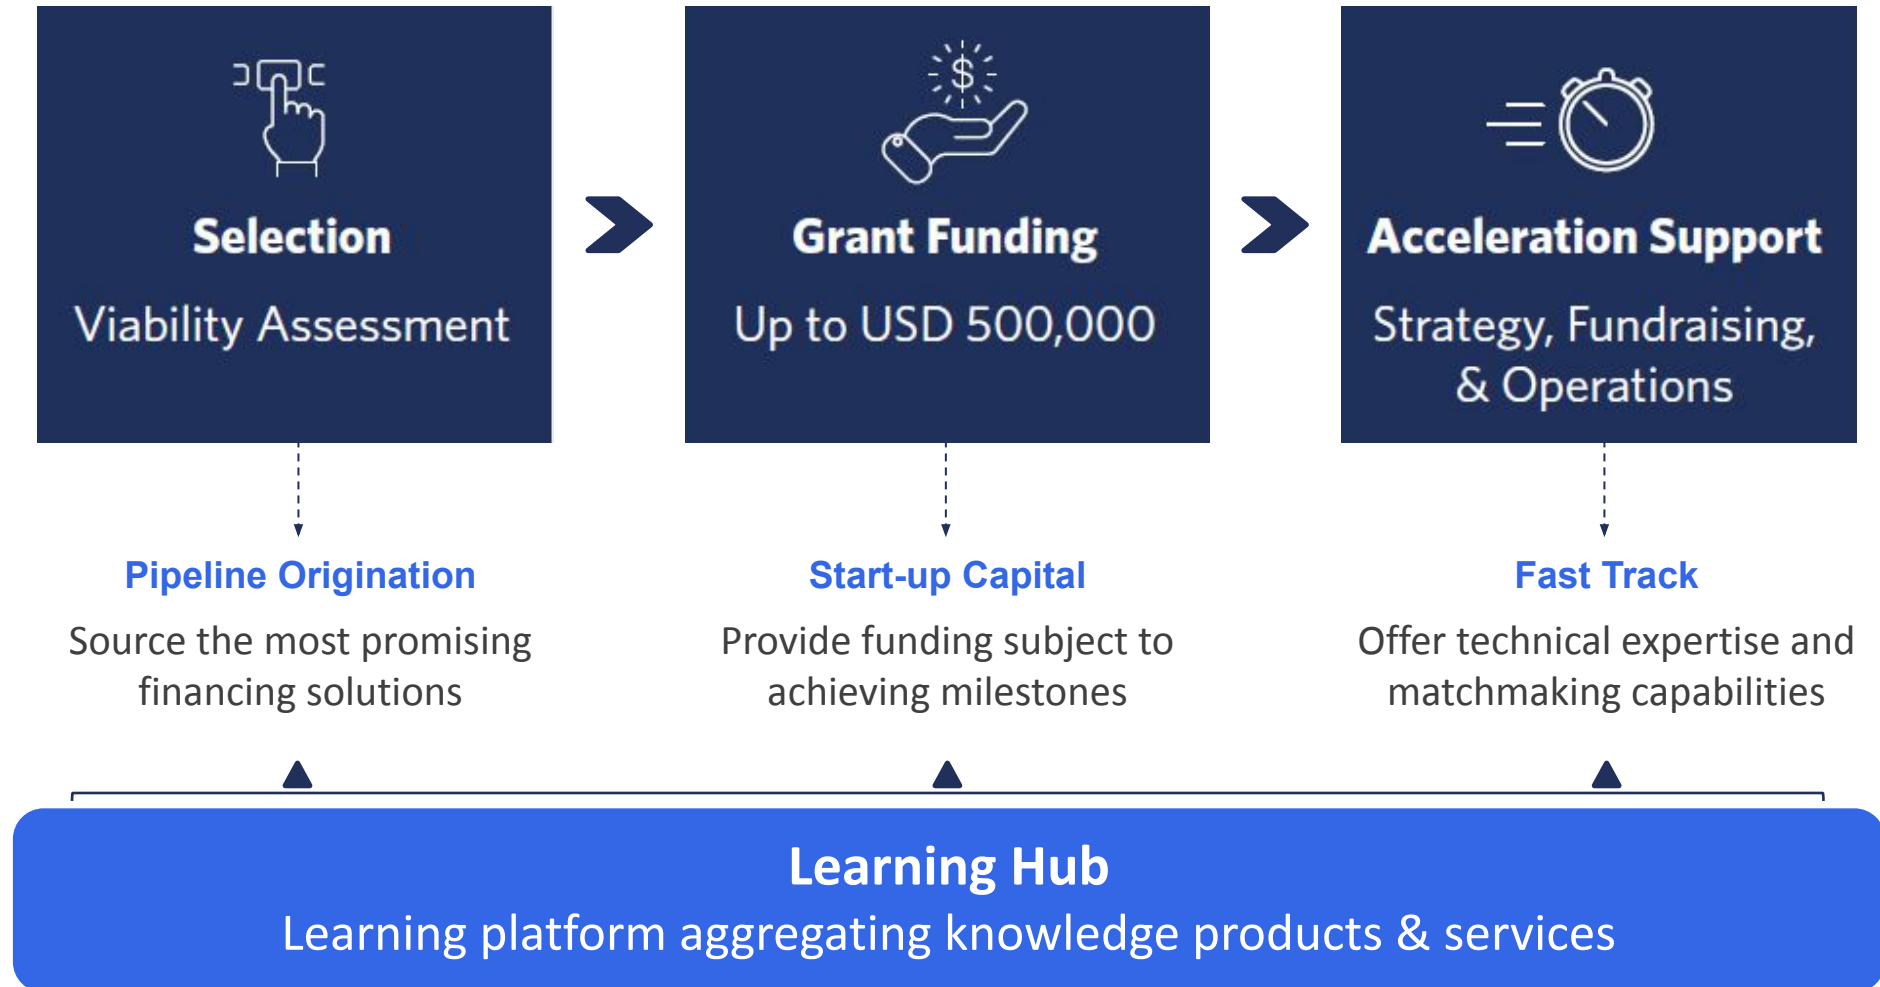 Selection
Viability Assessment
Grant Funding
Up to USD 500,000
Acceleration Support
Strategy, Fundraising,
& Operations
Pipeline Origination
Source the most promising
financing solutions
Start-up Capital
Provide funding subject to
achieving milestones
Fast Track
Offer technical expertise and
matchmaking capabilities
Learning Hub
Learning platform aggregating knowledge products & services